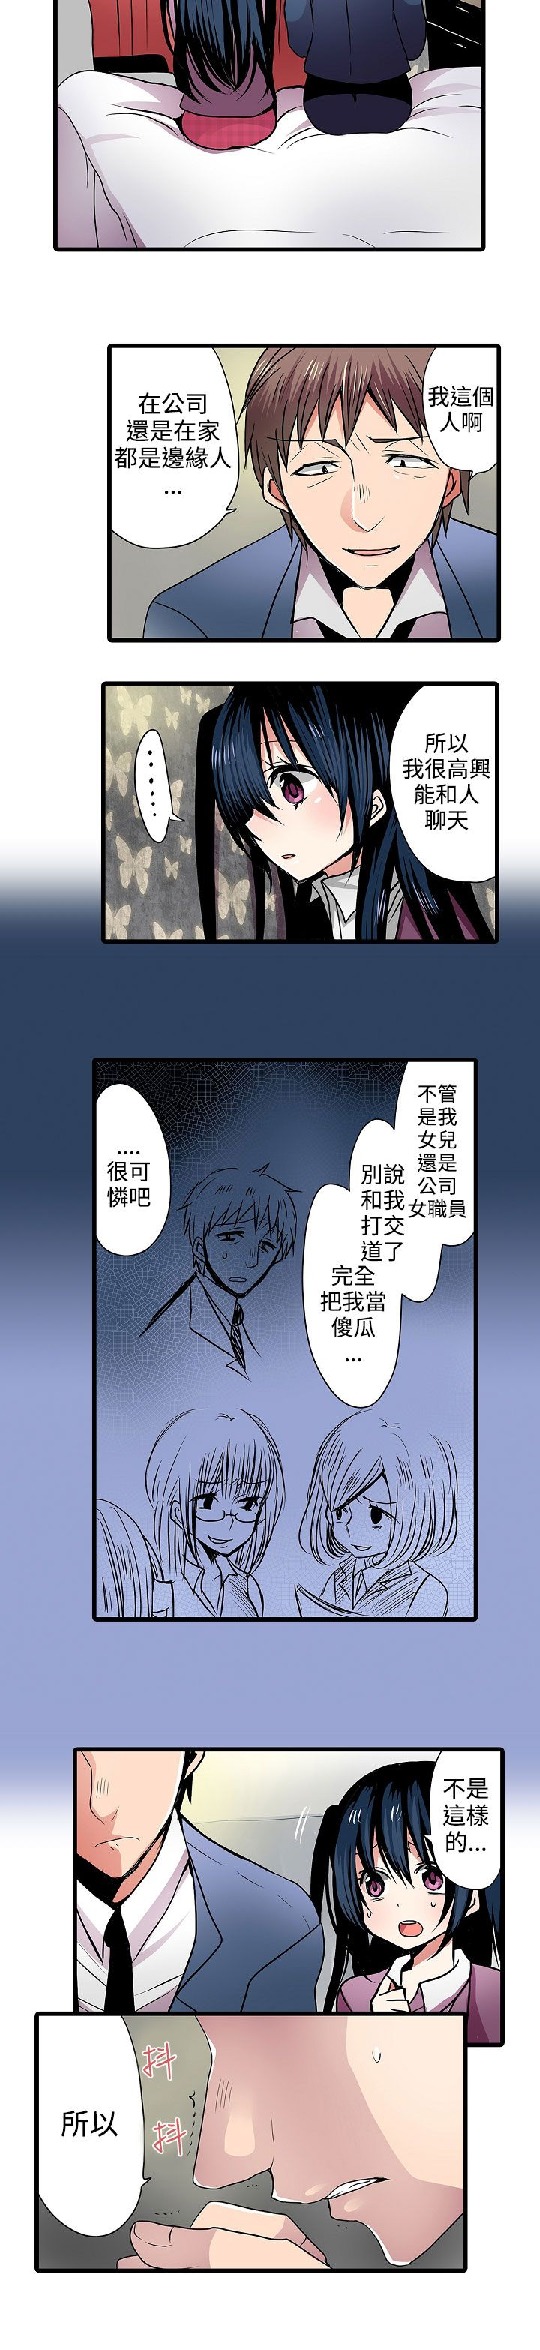 我這個
人啊
在公司
還是在家
都是邊緣人
…
所以
我很高興
能和人
聊天
.....
管我兒是
不是女還公司
女職員
說我交了
別和打道
完全
把我當
傻瓜
…
....
很可
憐吧
不是
這樣
的…
所以
抖
抖